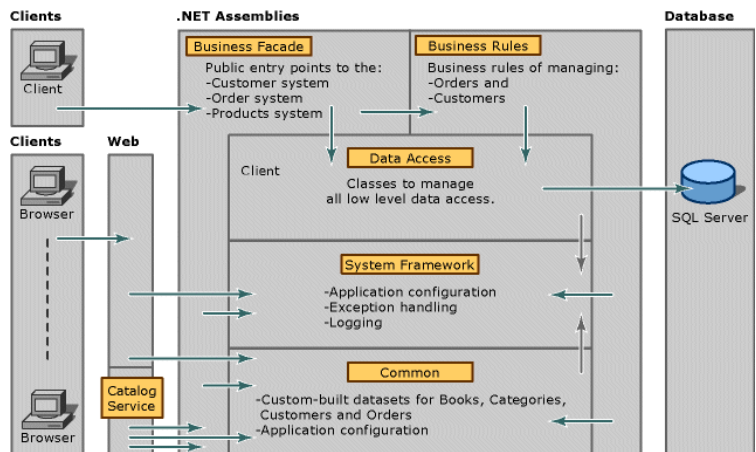 Clients
.NET Assemblies
Database
Client
Business Facade
Public entry points to the:
-Customer system
-Order system
-Products system
Business Rules
Business rules of managing:
-Orders and
-Customers
Clients
Web
Browser
Browser
Catalog
Service
Client
Data Access
Classes to manage
all low level data access.
System Framework
-Application configuration
-Exception handling
-Logging
Common
-Custom-built datasets for Books, Categories,
Customers and Orders
-Application configuration
SQL Server